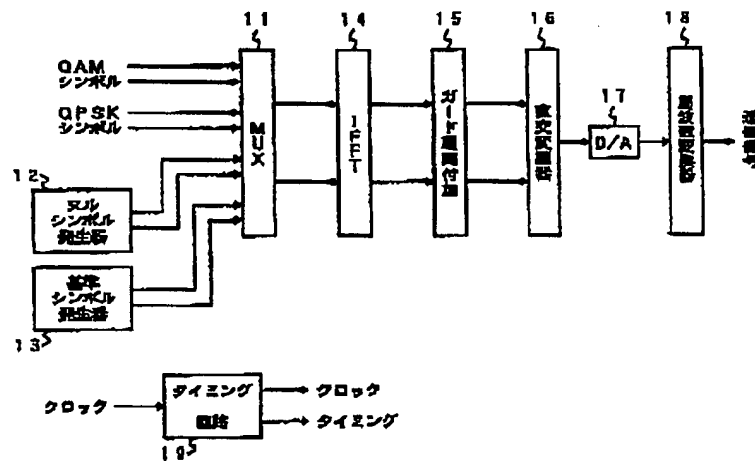 11
14
15
16
18
QAM
シンボル
QPSK
シンボル
MUX
IFFT
ガード期間付加
直交変調器
17
D/A
周波数変換器
12
ヌル
シンボル
発生器
基準
シンボル
発生器
13
クロック
タイミング
回路
クロック
タイミング
19